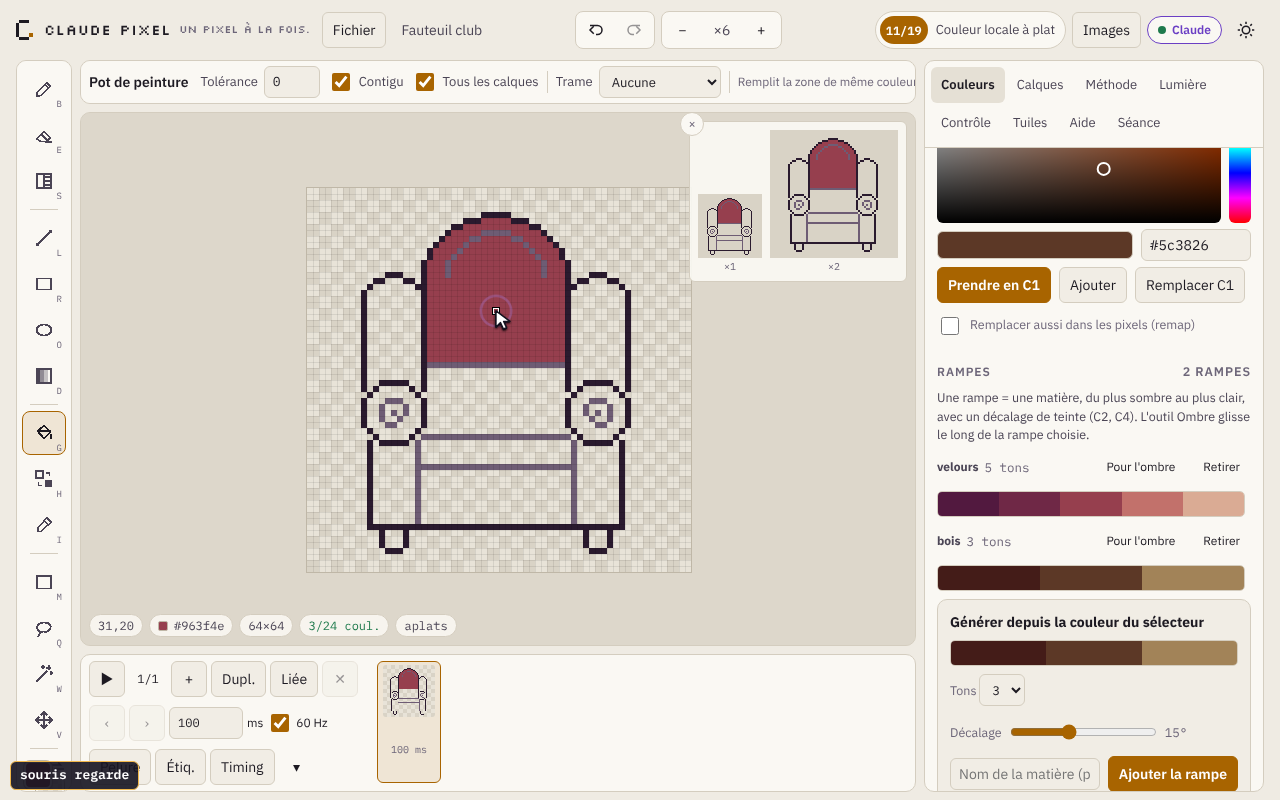 CLAUDE PIXEL UN PIXEL À LA FOIS. Fichier Fauteuil club − ×6 + 11/19 Couleur locale à plat Images Claude
Pot de peinture Tolérance 0 Contigu Tous les calques Trame Aucune Remplit la zone de même couleur
B
E
S
L
R
O
D
G
H
I
M
Q
W
V
×
×1
×2
31,20 #963f4e 64×64 3/24 coul. aplats
1/1 + Dupl. Liée ×
‹ › 100 ms 60 Hz
Étiq. Timing
100 ms
souris regarde
Couleurs Calques Méthode Lumière
Contrôle Tuiles Aide Séance
#5c3826
Prendre en C1 Ajouter Remplacer C1
Remplacer aussi dans les pixels (remap)
RAMPES 2 RAMPES
Une rampe = une matière, du plus sombre au plus clair,
avec un décalage de teinte (C2, C4). L'outil Ombre glisse
le long de la rampe choisie.
velours 5 tons Pour l'ombre Retirer
bois 3 tons Pour l'ombre Retirer
Générer depuis la couleur du sélecteur
Tons 3
Décalage 15°
Nom de la matière (p Ajouter la rampe